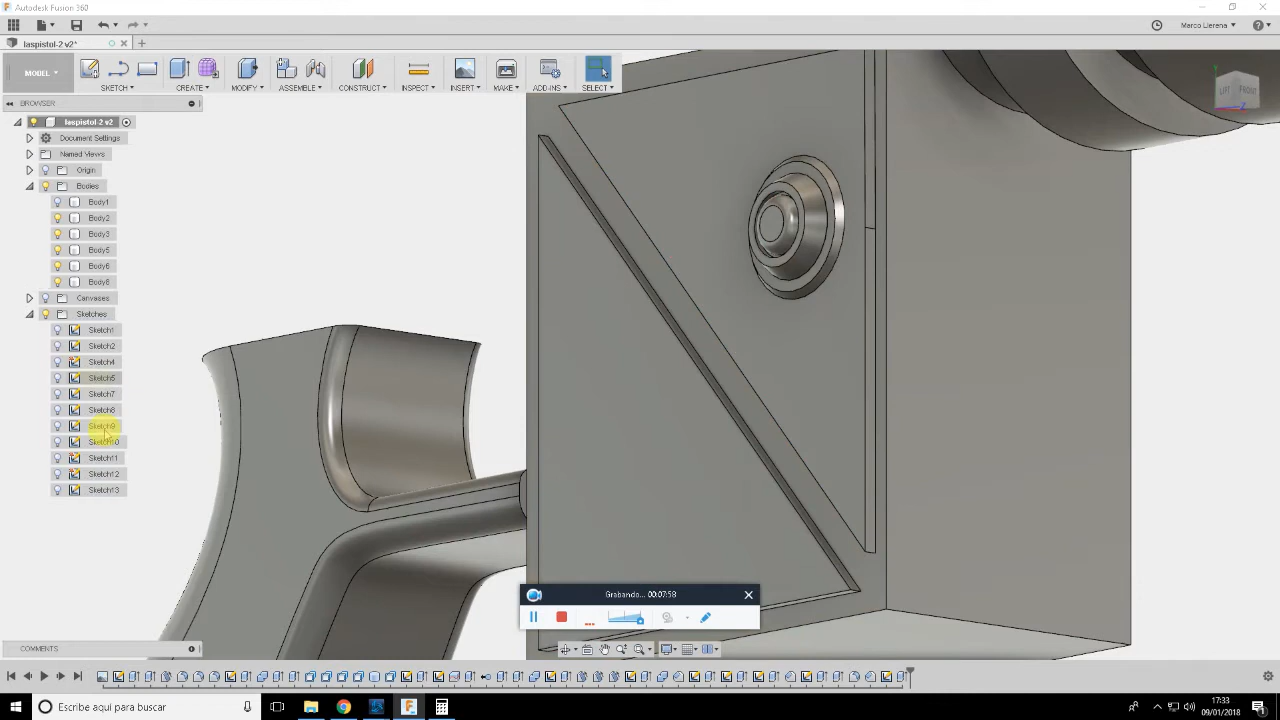 Autodesk Fusion 360
Marco Llerena
laspistol-2 v2*
MODEL
SKETCH
CREATE
MODIFY
ASSEMBLE
CONSTRUCT
INSPECT
INSERT
MAKE
ADD-INS
SELECT
BROWSER
laspistol-2 v2
Document Settings
Named Views
Origin
Bodies
Body1
Body2
Body3
Body5
Body6
Body8
Canvases
Sketches
Sketch1
Sketch2
Sketch4
Sketch5
Sketch7
Sketch8
Sketch9
Sketch10
Sketch11
Sketch12
Sketch13
LEFT
FRONT
Y
Z
Grabando... 00:07:58
COMMENTS
Escribe aquí para buscar
17:33
09/01/2018